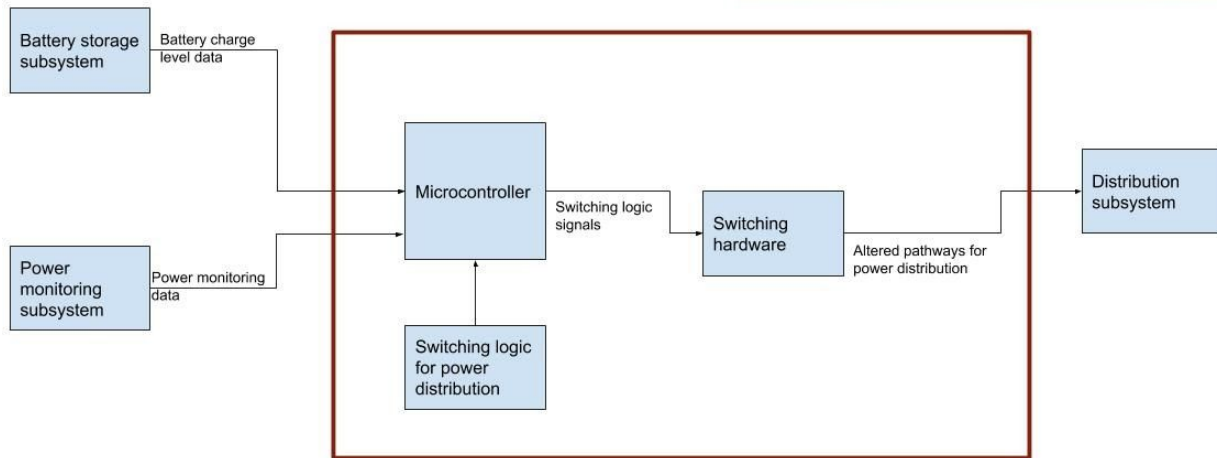 Battery storage
subsystem
Battery charge
level data
Microcontroller
Switching logic
signals
Switching
hardware
Altered pathways for
power distribution
Distribution
subsystem
Power
monitoring
subsystem
Power monitoring
data
Switching logic
for power
distribution